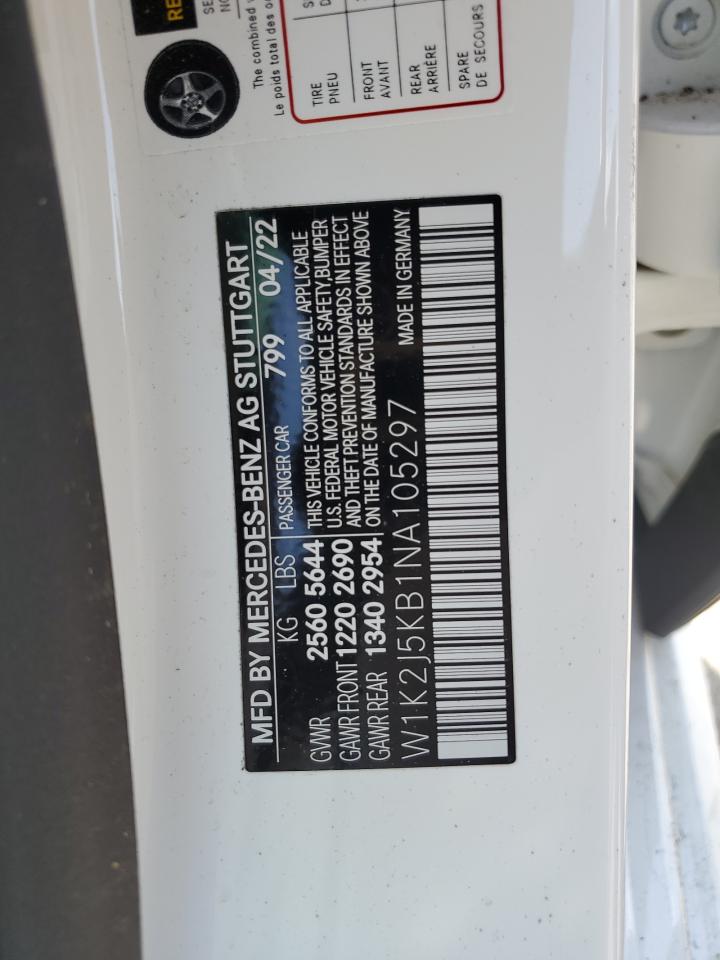 RE
The combined
Le poids total des
TIRE
PNEU
FRONT
AVANT
REAR
ARRIÈRE
SPARE
DE SECOURS
MFD BY MERCEDES-BENZ AG STUTTGART
KG LBS PASSENGER CAR 799 04/22
GVWR 2560 5644 THIS VEHICLE CONFORMS TO ALL APPLICABLE
GAWR FRONT 1220 2690 U.S. FEDERAL MOTOR VEHICLE SAFETY,BUMPER
AND THEFT PREVENTION STANDARDS IN EFFECT
GAWR REAR 1340 2954 ON THE DATE OF MANUFACTURE SHOWN ABOVE
W1K2J5KB1NA105297 MADE IN GERMANY